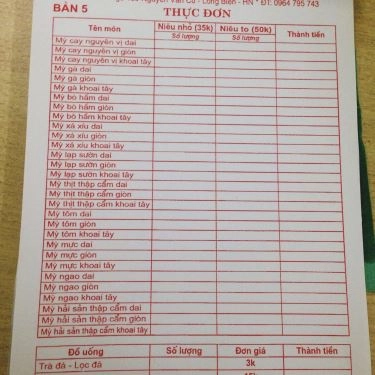 Nguyễn Văn Cừ - Long Biên - HN * ĐT: 0964 795 743
BÀN 5
THỰC ĐƠN
Tên món Niêu nhỏ (35k) Niêu to (50k) Thành tiền
Số lượng Số lượng
Mỳ cay nguyên vị dai
Mỳ cay nguyên vị giòn
Mỳ cay nguyên vị khoai tây
Mỳ gà dai
Mỳ gà giòn
Mỳ gà khoai tây
Mỳ bò hầm dai
Mỳ bò hầm giòn
Mỳ bò hầm khoai tây
Mỳ xá xíu dai
Mỳ xá xíu giòn
Mỳ xá xíu khoai tây
Mỳ lạp sườn dai
Mỳ lạp sườn giòn
Mỳ lạp sườn khoai tây
Mỳ thịt thập cẩm dai
Mỳ thịt thập cẩm giòn
Mỳ thịt thập cẩm khoai tây
Mỳ tôm dai
Mỳ tôm giòn
Mỳ tôm khoai tây
Mỳ mực dai
Mỳ mực giòn
Mỳ mực khoai tây
Mỳ ngao dai
Mỳ ngao giòn
Mỳ ngao khoai tây
Mỳ hải sản thập cẩm dai
Mỳ hải sản thập cẩm giòn
Mỳ hải sản thập cẩm khoai tây
Đồ uống Số lượng Đơn giá Thành tiền
Trà đá - Lọc đá 3k